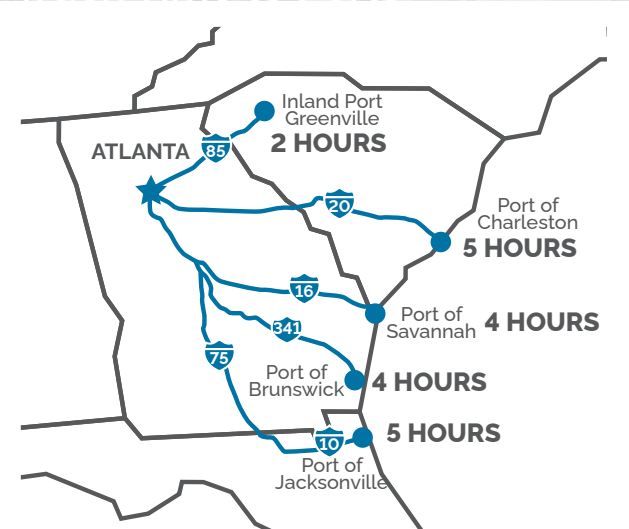 Inland Port
Greenville
2 HOURS
ATLANTA
85
20
Port of
Charleston
5 HOURS
16
Port of
Savannah
4 HOURS
341
75
Port of
Brunswick
4 HOURS
5 HOURS
10
Port of
Jacksonville